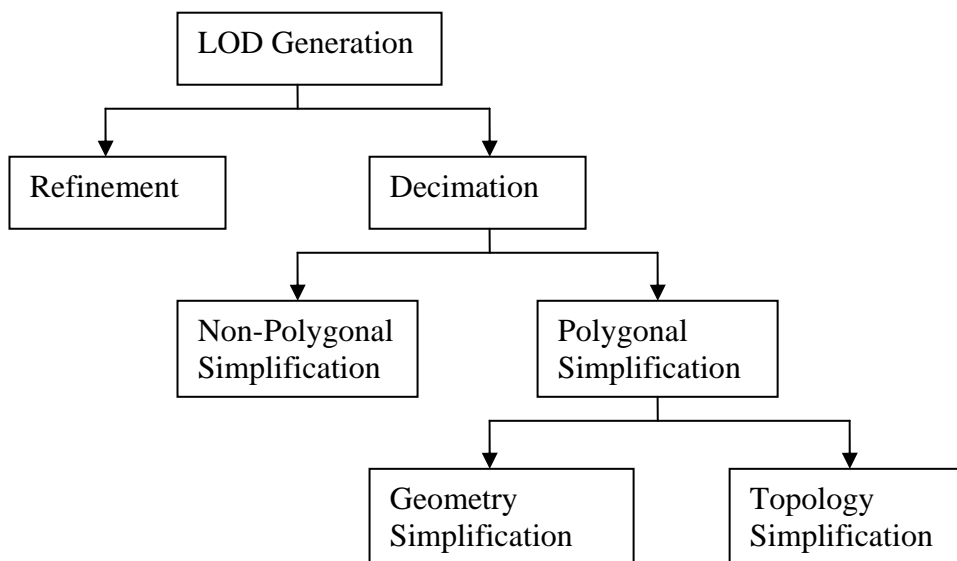 LOD Generation
Refinement
Decimation
Non-Polygonal
Simplification
Polygonal
Simplification
Geometry
Simplification
Topology
Simplification